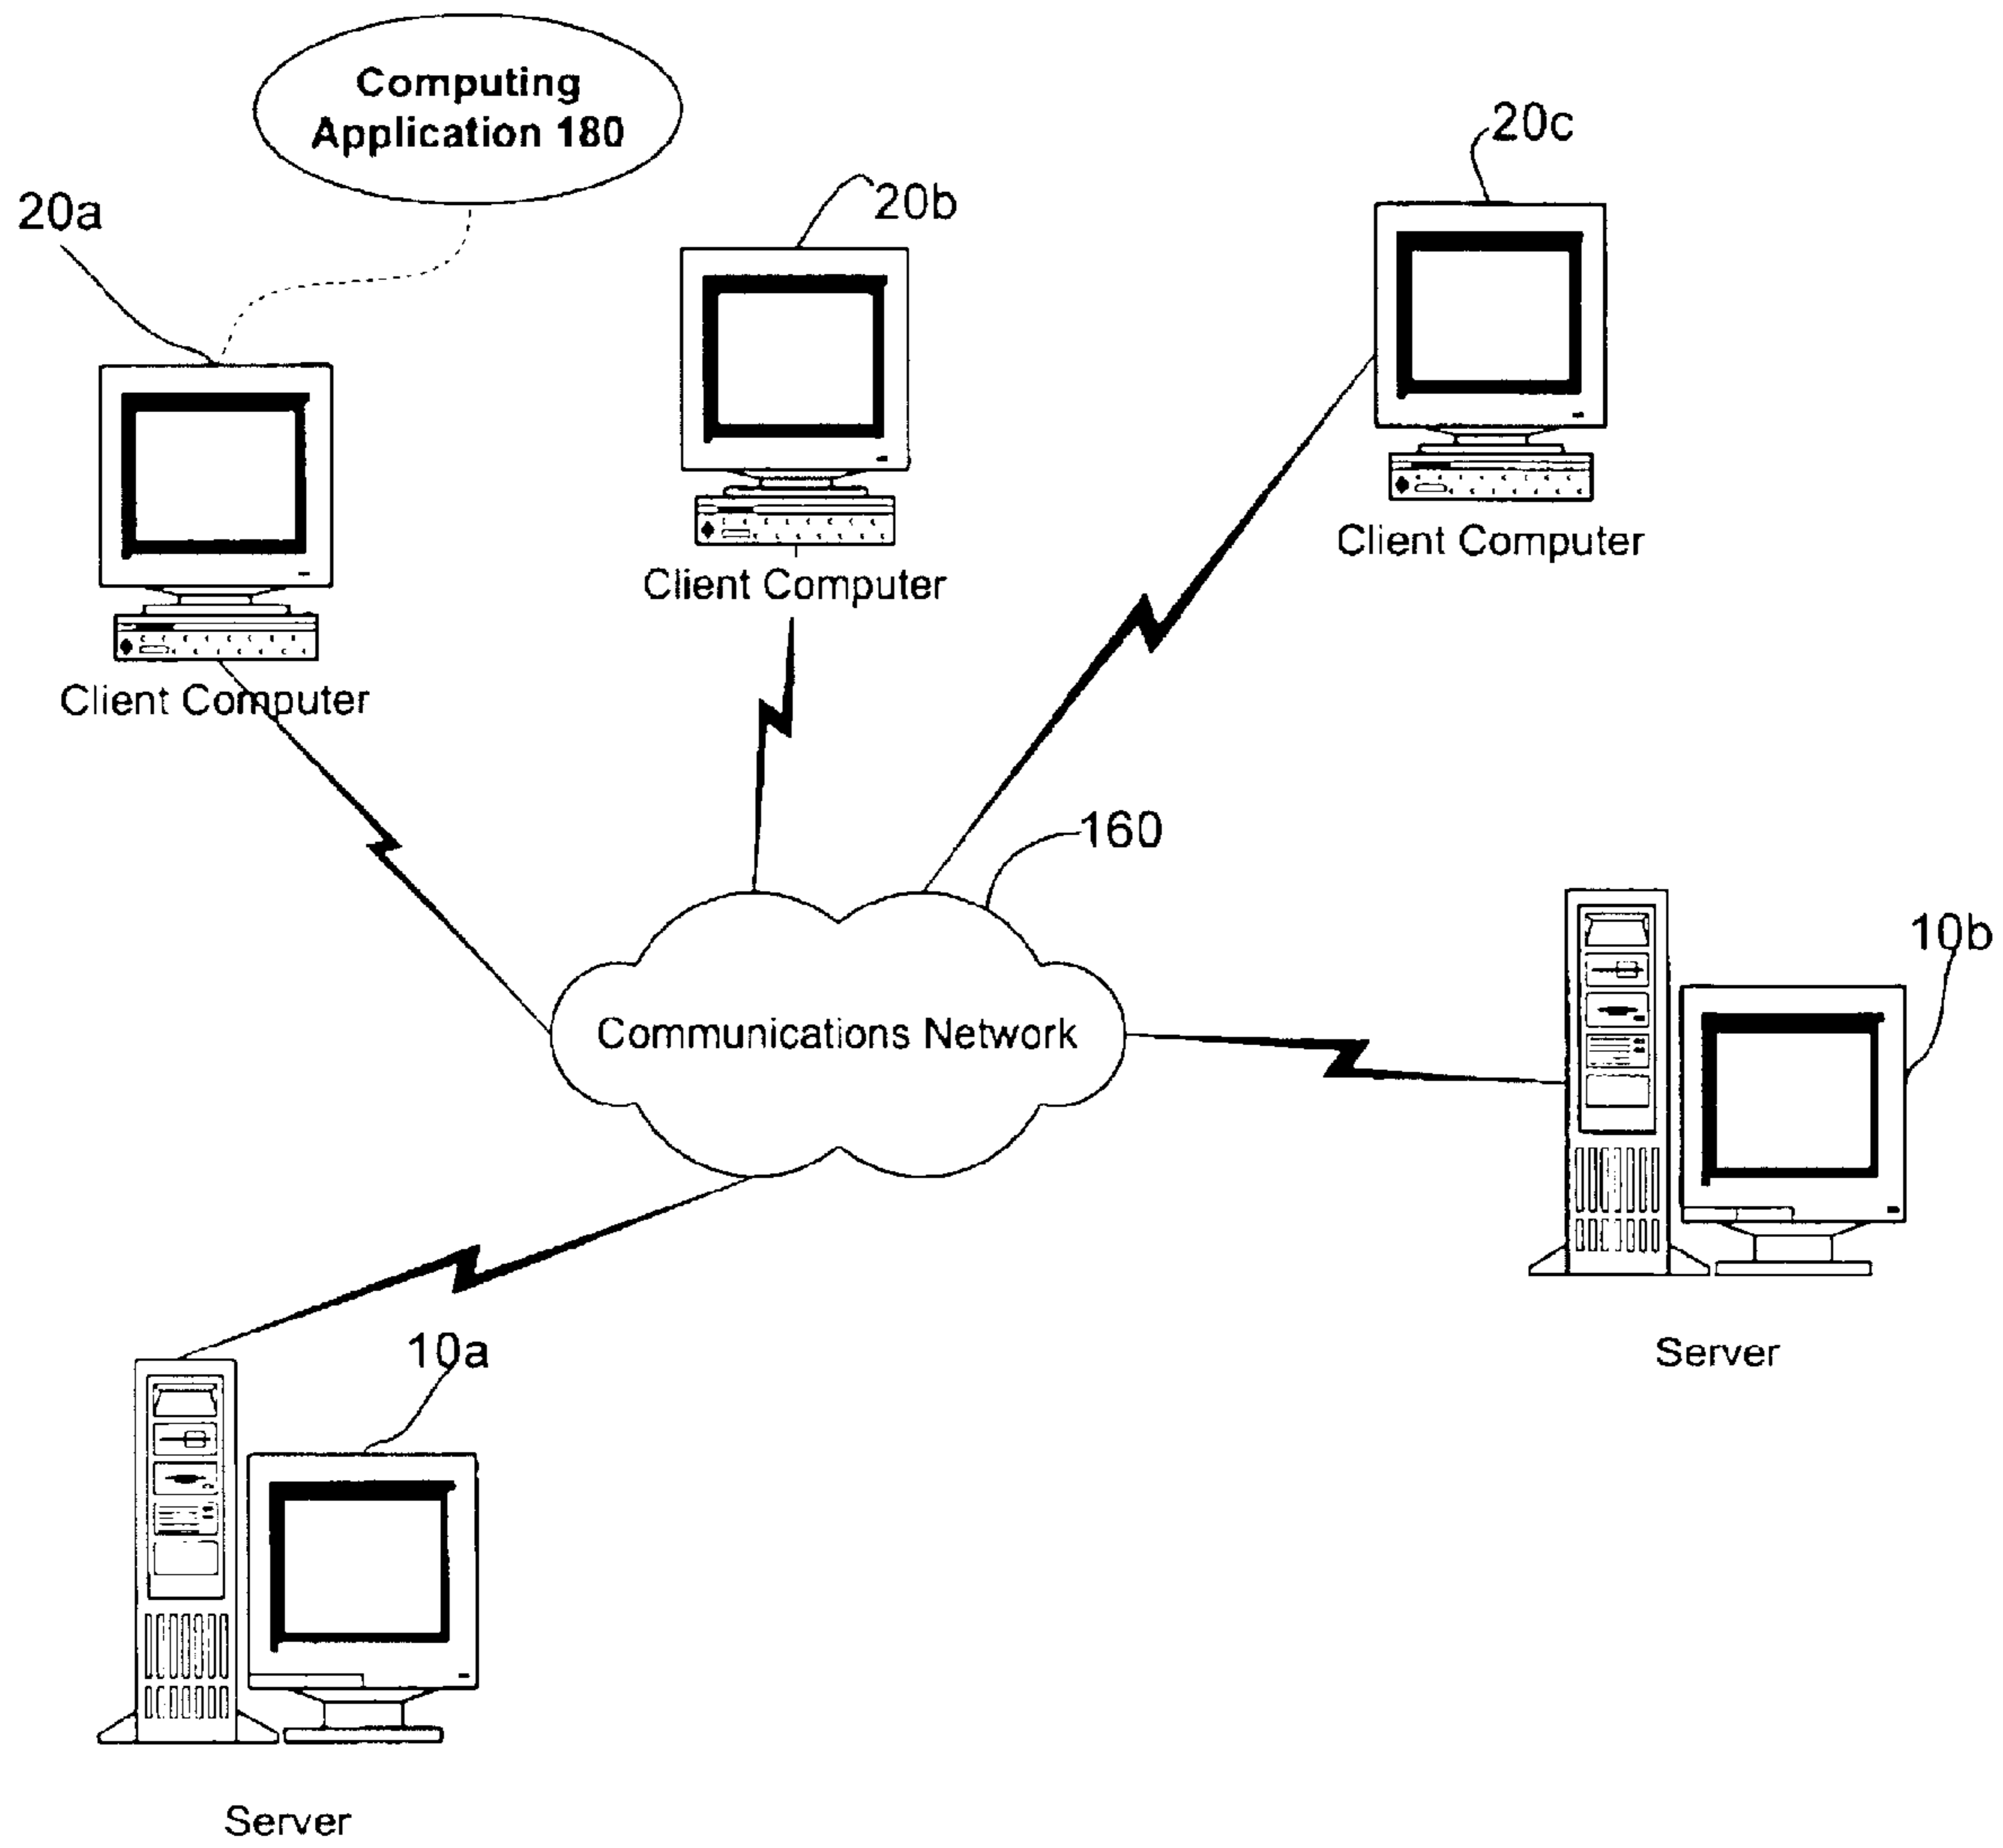 Computing
Application 180
20a
20b
20c
Client Computer
Client Computer
Client Computer
160
Communications Network
10b
Server
10a
Server